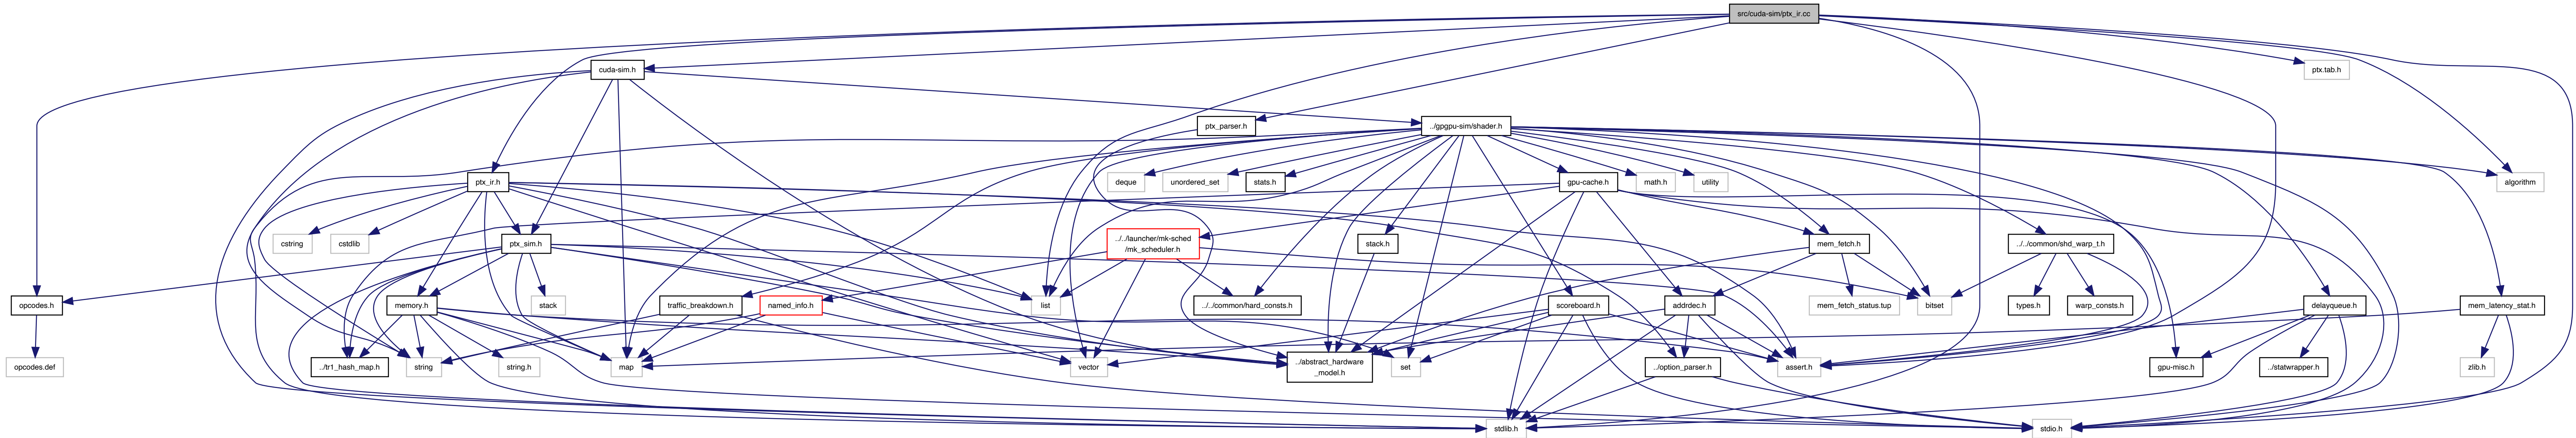 src/cuda-sim/ptx_ir.cc
cuda-sim.h
ptx.tab.h
ptx_parser.h
../gpgpu-sim/shader.h
ptx_ir.h
deque
unordered_set
stats.h
gpu-cache.h
math.h
utility
algorithm
cstring
cstdlib
ptx_sim.h
../../launcher/mk-sched
/mk_scheduler.h
stack.h
mem_fetch.h
../../common/shd_warp_t.h
opcodes.h
memory.h
stack
traffic_breakdown.h
named_info.h
list
../../common/hard_consts.h
scoreboard.h
addrdec.h
mem_fetch_status.tup
bitset
types.h
warp_consts.h
delayqueue.h
mem_latency_stat.h
opcodes.def
../tr1_hash_map.h
string
string.h
map
vector
../abstract_hardware
_model.h
set
../option_parser.h
assert.h
gpu-misc.h
../statwrapper.h
zlib.h
stdlib.h
stdio.h